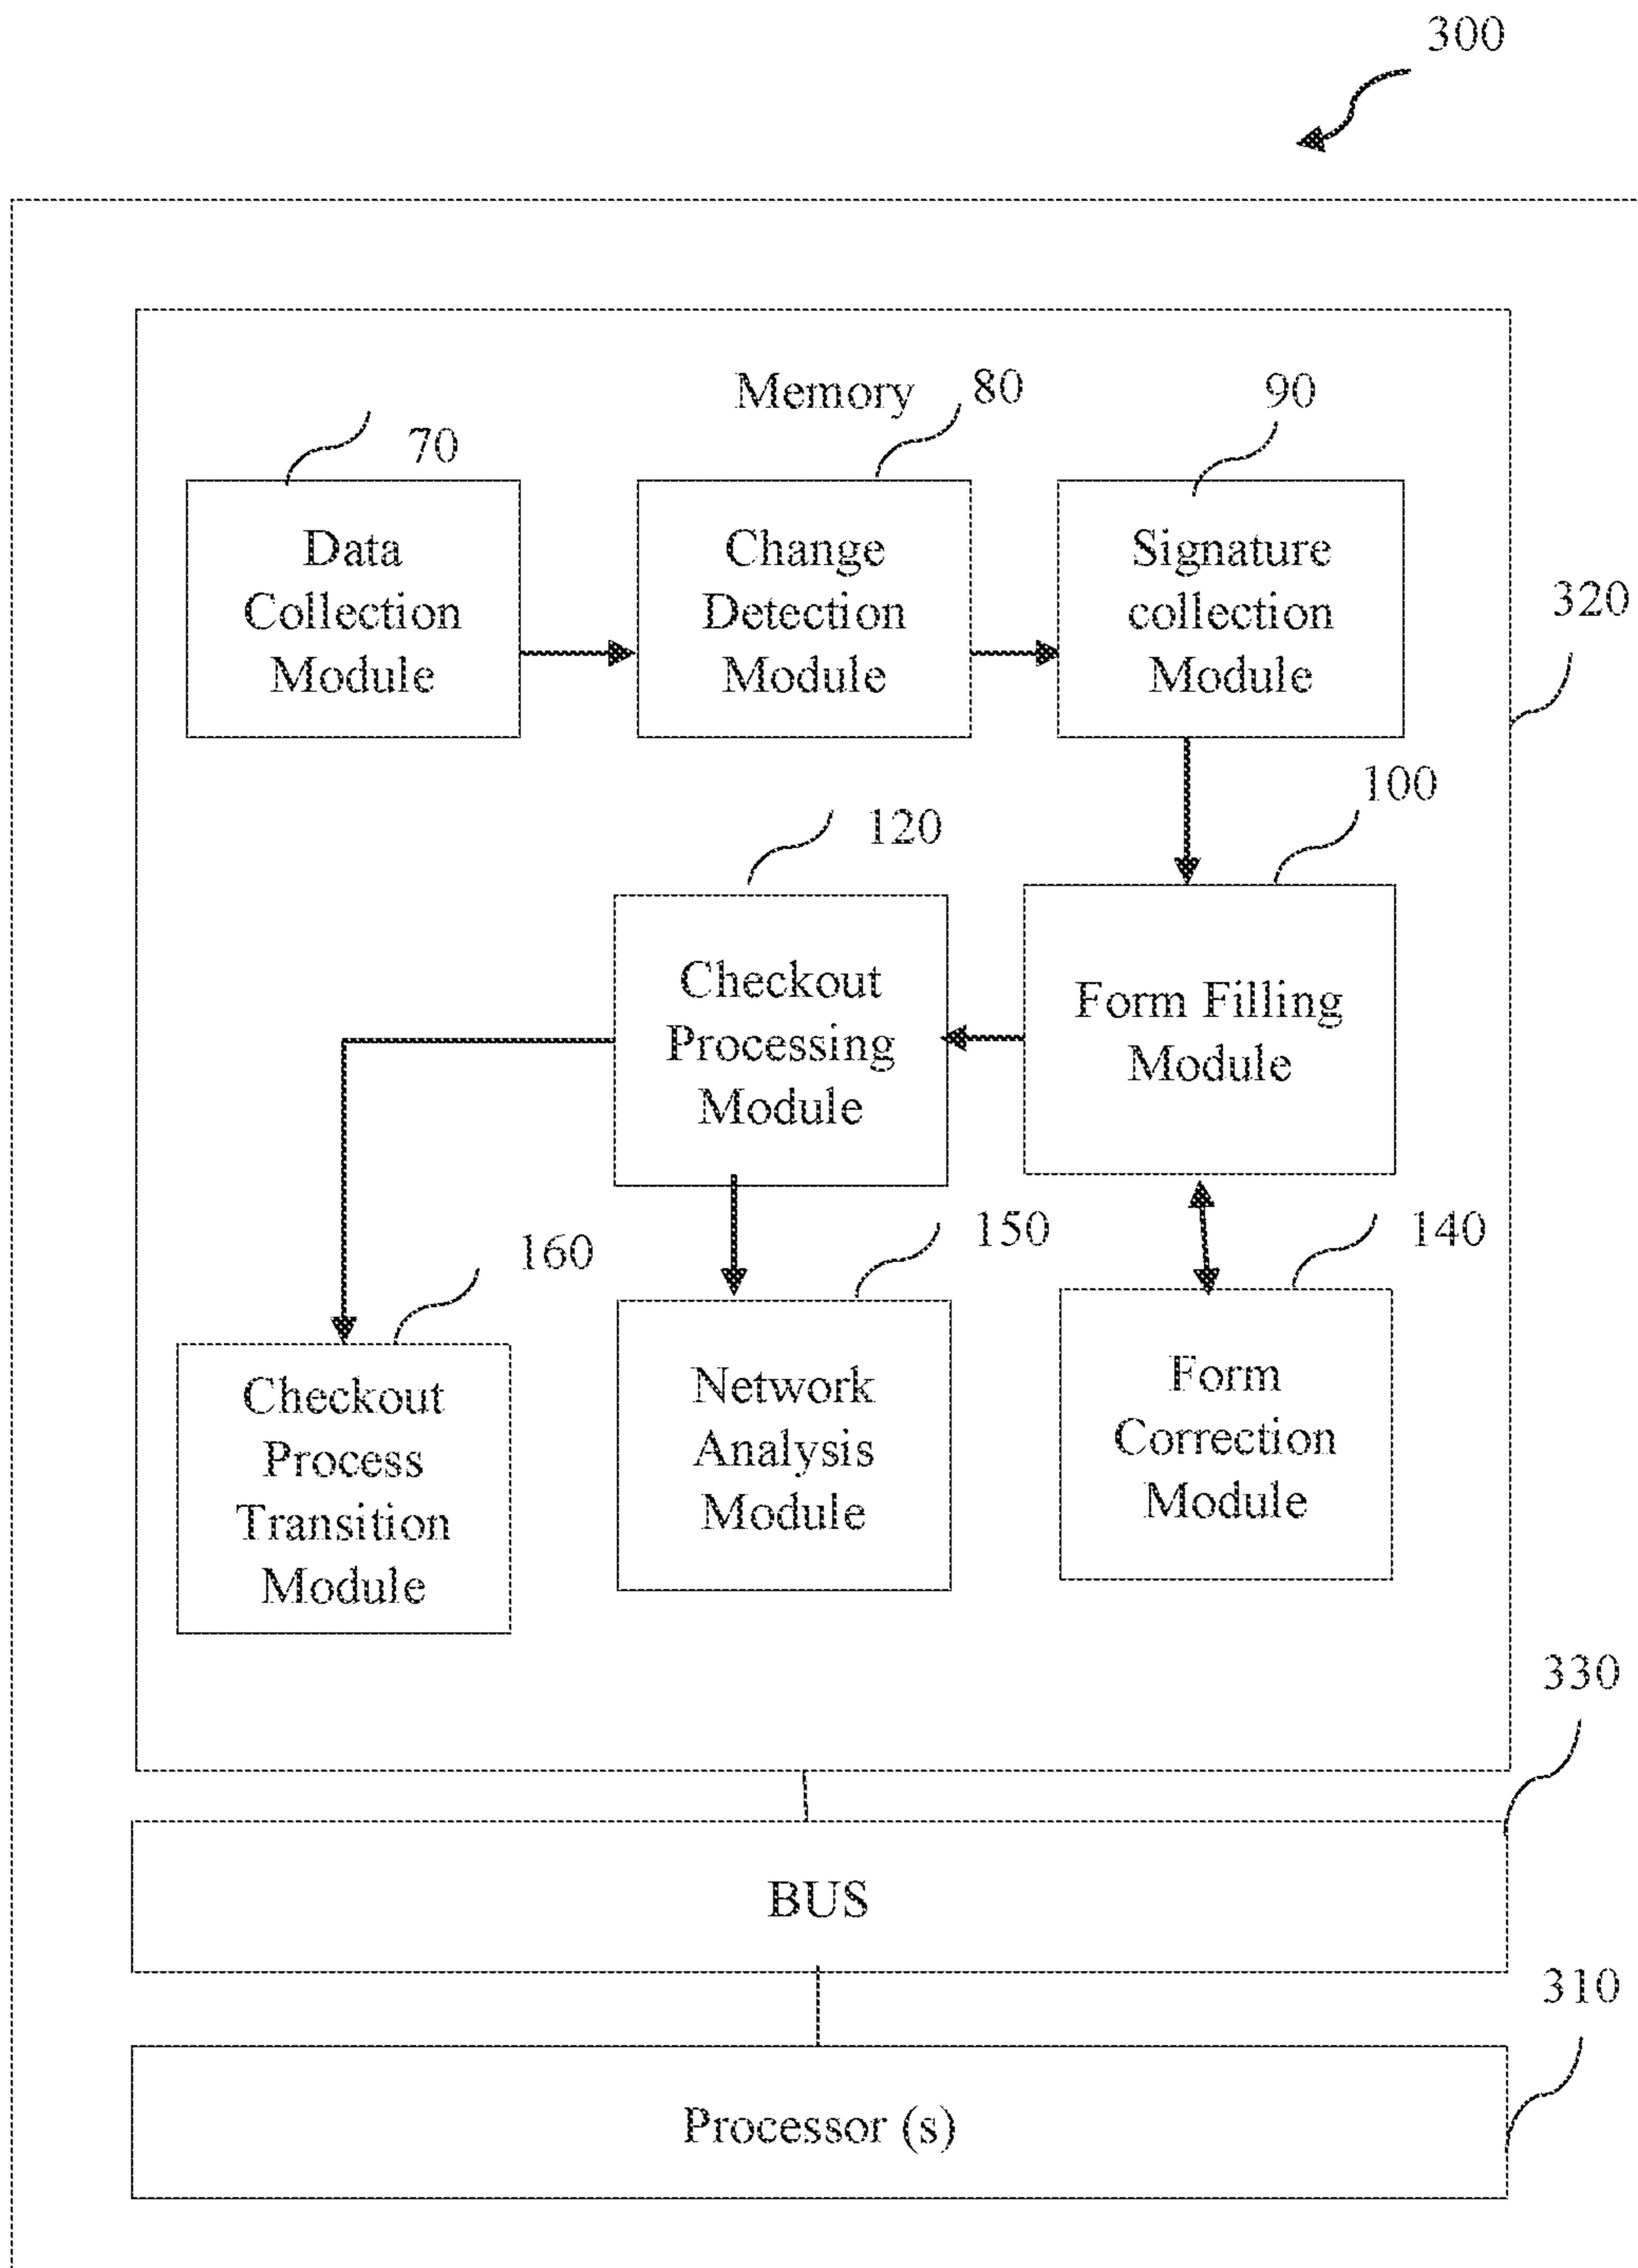 300
Memory
80
90
70
Data
Collection
Module
Change
Detection
Module
Signature
collection
Module
320
100
120
Checkout
Processing
Module
Form Filling
Module
160
150
140
Checkout
Process
Transition
Module
Network
Analysis
Module
Form
Correction
Module
330
BUS
310
Processor (s)